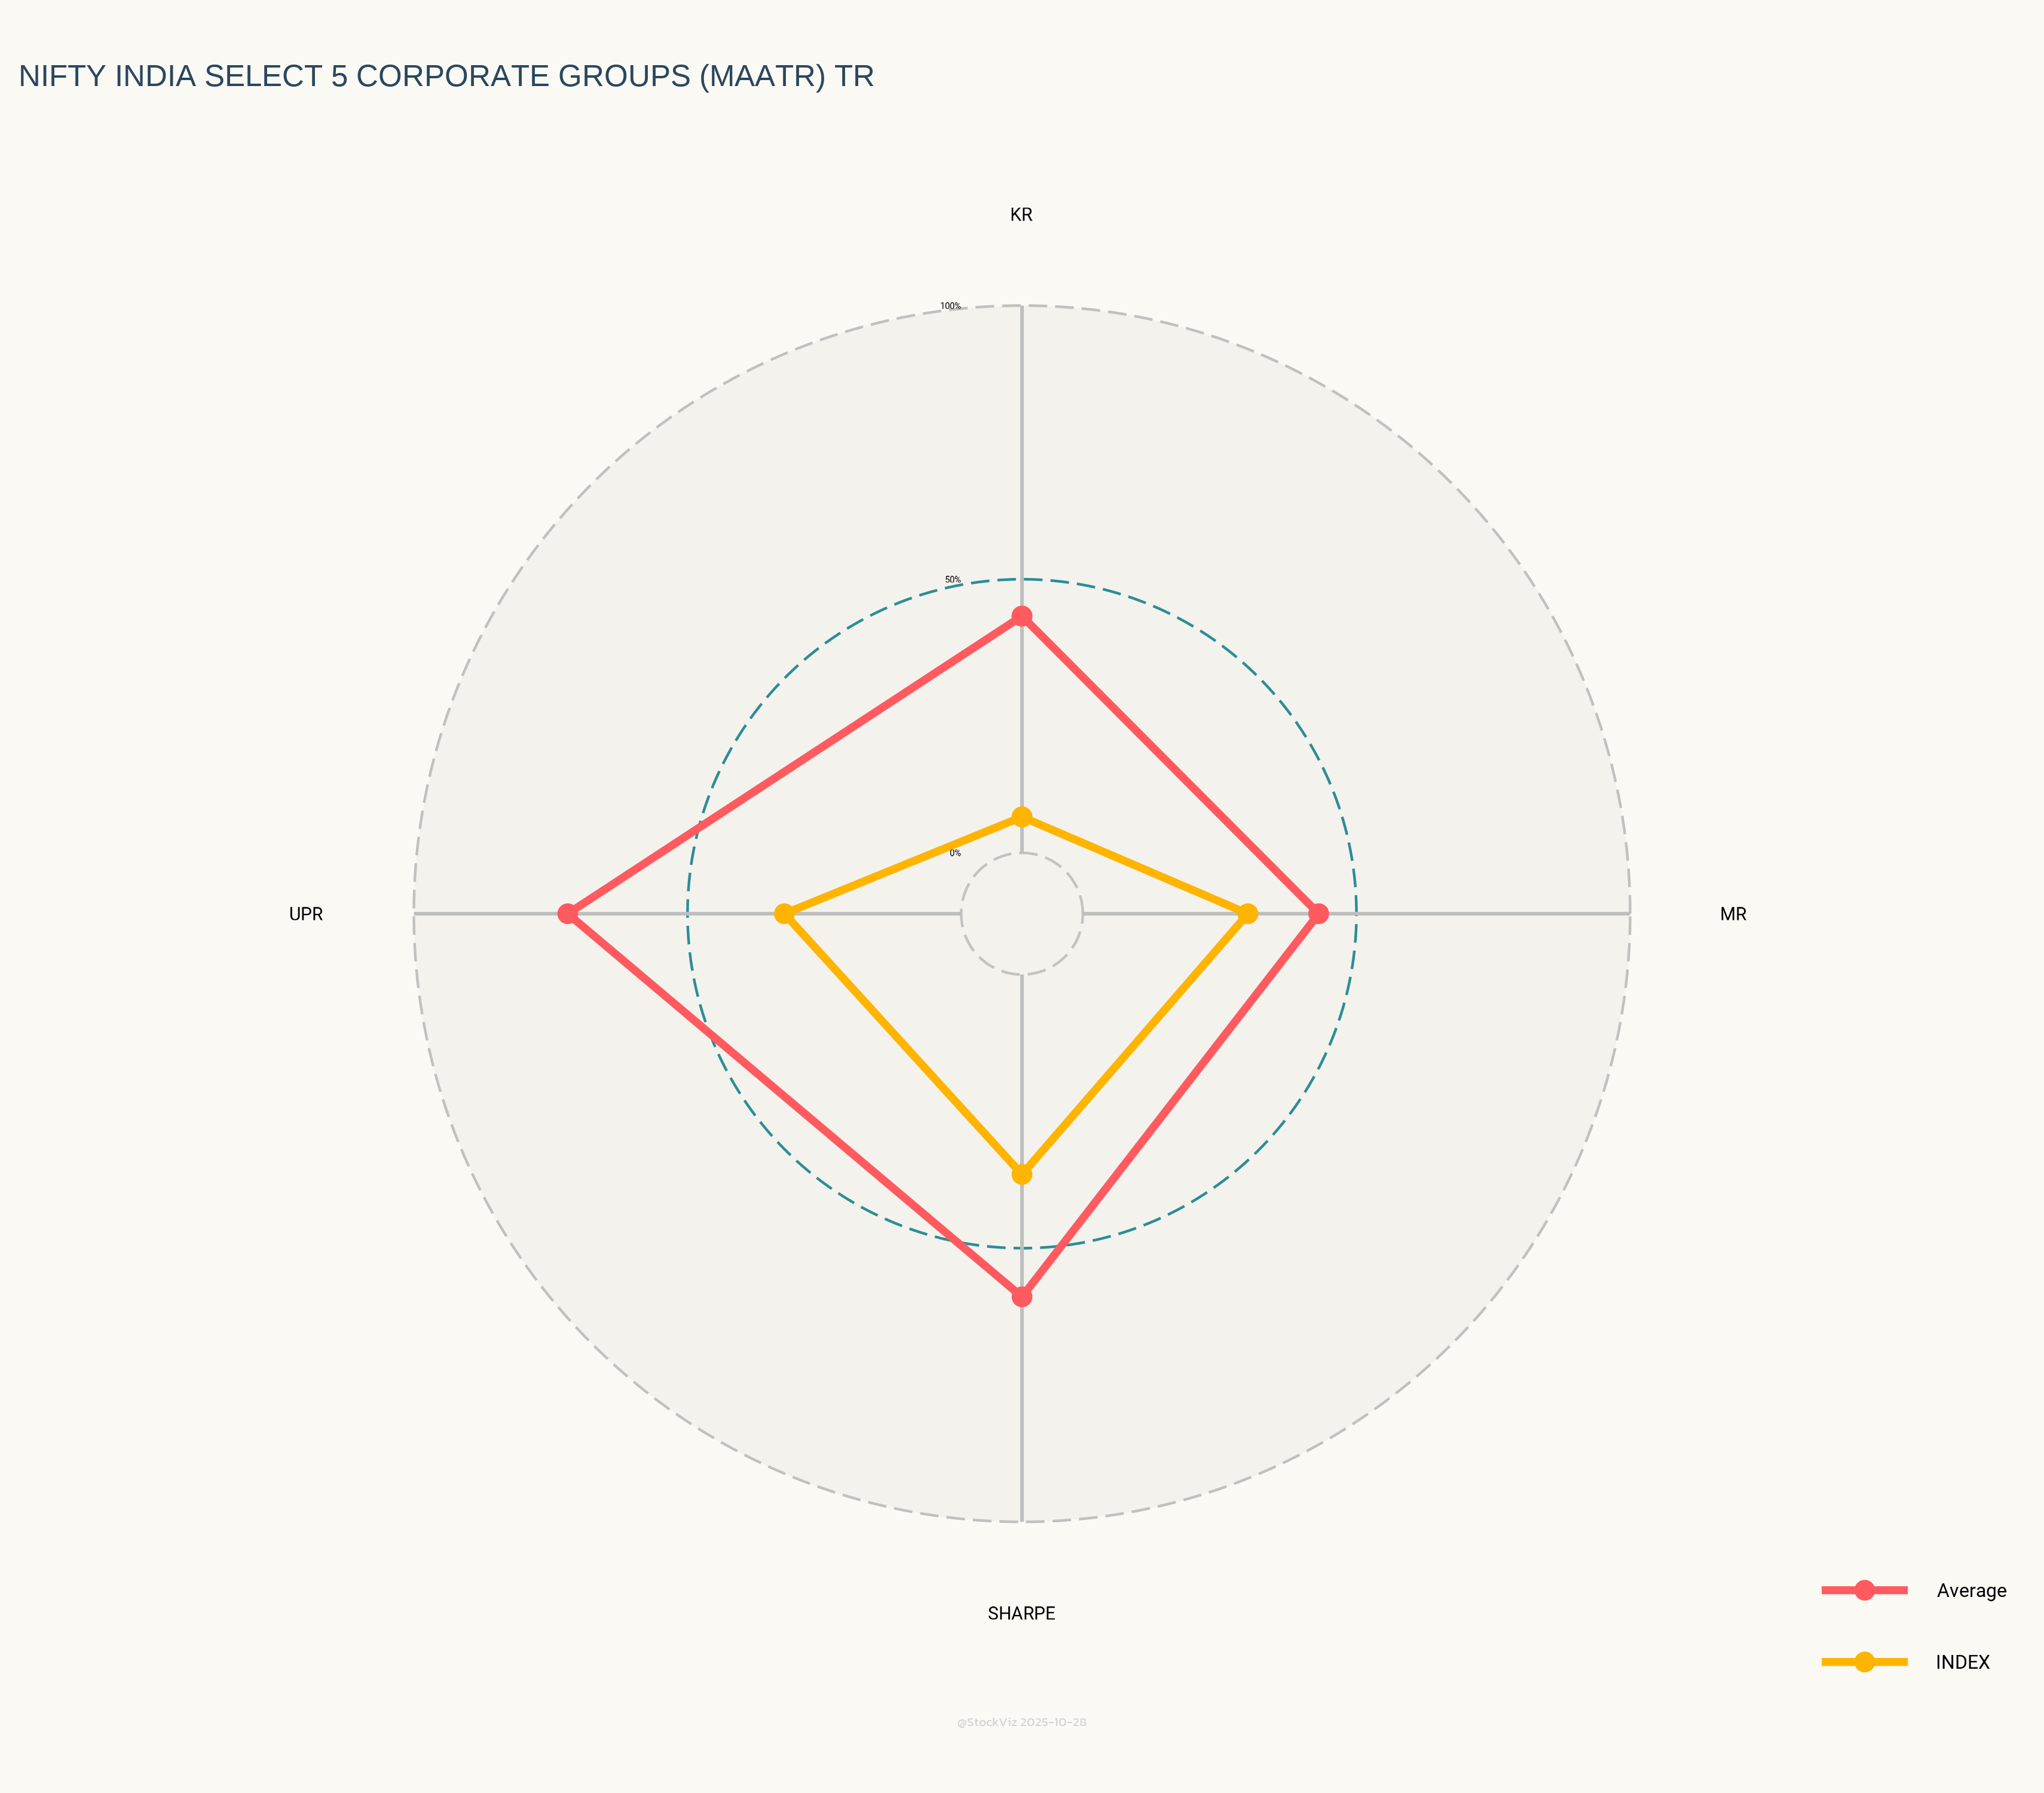 NIFTY INDIA SELECT 5 CORPORATE GROUPS (MAATR) TR
KR
100%
50%
0%
UPR
MR
SHARPE
Average
INDEX
@StockViz 2025-10-28